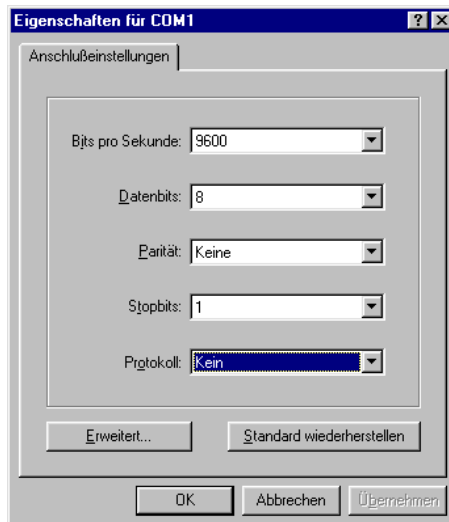 Eigenschaften für COM1
Anschlußeinstellungen
Bits pro Sekunde: 9600
Datenbits: 8
Parität: Keine
Stopbits: 1
Protokoll: Kein
Erweitert... Standard wiederherstellen
OK Abbrechen Übernehmen